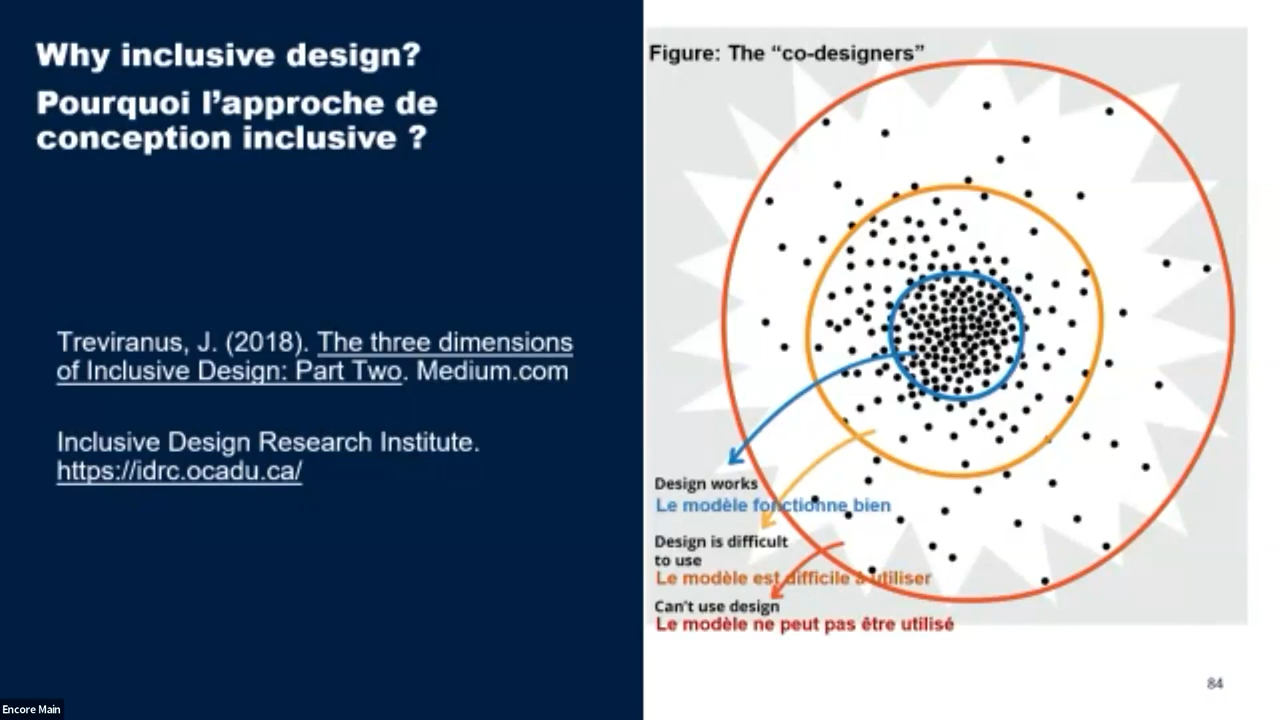 Why inclusive design?
Pourquoi l'approche de
conception inclusive ?
Treviranus, J. (2018). The three dimensions
of Inclusive Design: Part Two. Medium.com
Inclusive Design Research Institute.
https://idrc.ocadu.ca/
Figure: The “co-designers”
Design works
Le modèle fonctionne bien
Design is difficult
to use
Le modèle est difficile à utiliser
Can't use design
Le modèle ne peut pas être utilisé
84
Encore Main